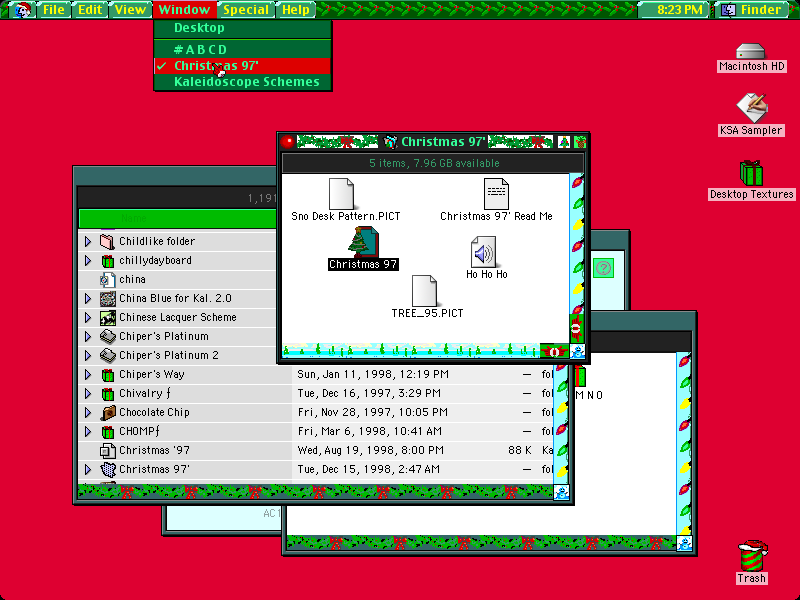 File Edit View Window Special Help 8:23 PM Finder
Desktop
#ABCD
✓ Christmas 97'
Kaleidoscope Schemes
Macintosh HD
KSA Sampler
Desktop Textures
Trash
Christmas 97'
5 items, 7.96 GB available
Sno Desk Pattern.PICT
Christmas 97' Read Me
Christmas 97
Ho Ho Ho
TREE_95.PICT
1,191
Name
Childlike folder
chillydayboard
china
China Blue for Kal. 2.0
Chinese Lacquer Scheme
Chiper's Platinum
Chiper's Platinum 2
Chiper's Way Sun, Jan 11, 1998, 12:19 PM — fol
Chivalry ƒ Tue, Dec 16, 1997, 3:29 PM — fol
Chocolate Chip Fri, Nov 28, 1997, 10:05 PM — fol
CHOMPƒ Fri, Mar 6, 1998, 10:41 AM — fol
Christmas '97 Wed, Aug 19, 1998, 8:00 PM 88 K Ka
Christmas 97' Tue, Dec 15, 1998, 2:47 AM — fol
M N O
AC1